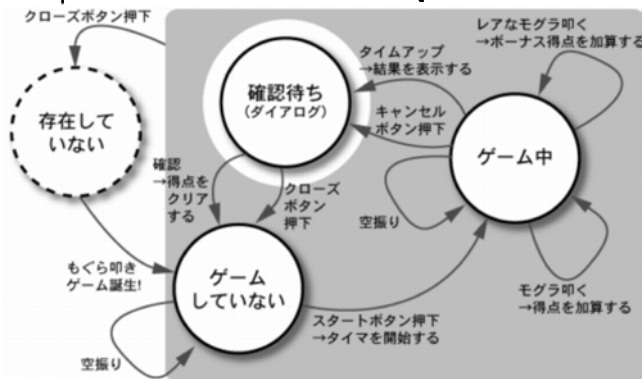 クローズボタン押下
レアなモグラ叩く
→ボーナス得点を加算する
タイムアップ
→結果を表示する
確認待ち
(ダイアログ)
キャンセル
ボタン押下
存在して
いない
ゲーム中
確認
→得点を
クリア
する
クローズ
ボタン
押下
空振り
もぐら叩き
ゲーム誕生!
ゲーム
していない
モグラ叩く
→得点を加算する
スタートボタン押下
→タイマを開始する
空振り